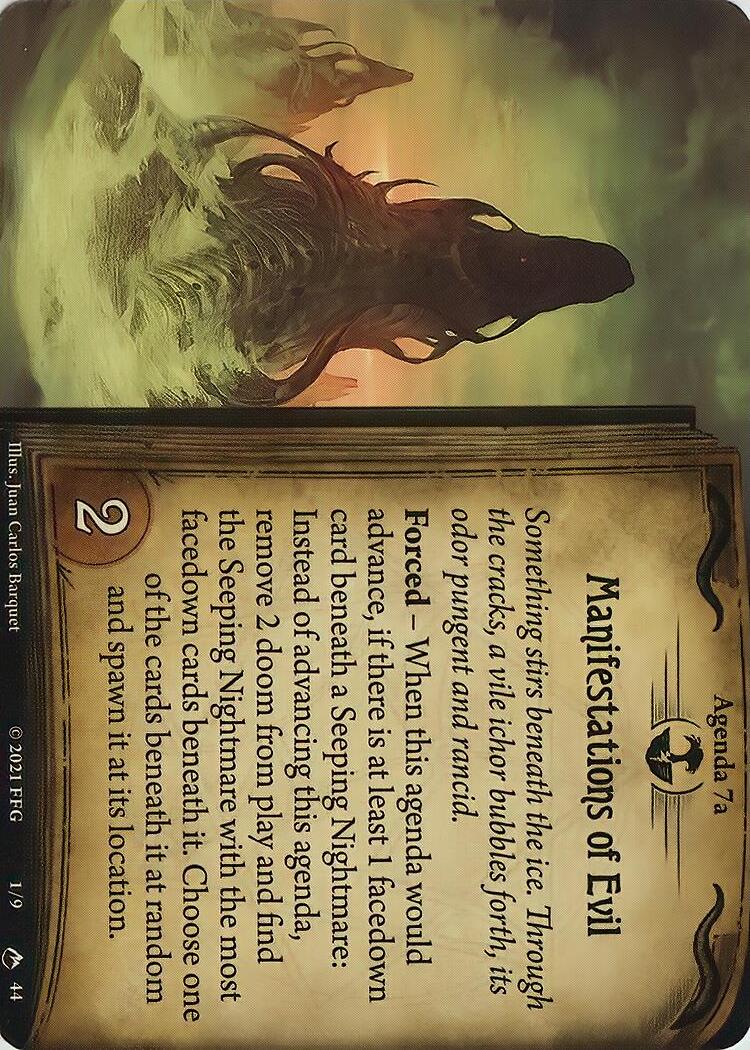 Agenda 7a
Manifestations of Evil
Something stirs beneath the ice. Through
the cracks, a vile ichor bubbles forth, its
odor pungent and rancid.
Forced – When this agenda would
advance, if there is at least 1 facedown
card beneath a Seeping Nightmare:
Instead of advancing this agenda,
remove 2 doom from play and find
the Seeping Nightmare with the most
facedown cards beneath it. Choose one
of the cards beneath it at random
and spawn it at its location.
2
Illus. Juan Carlos Barquet
© 2021 FFG
1/9
44